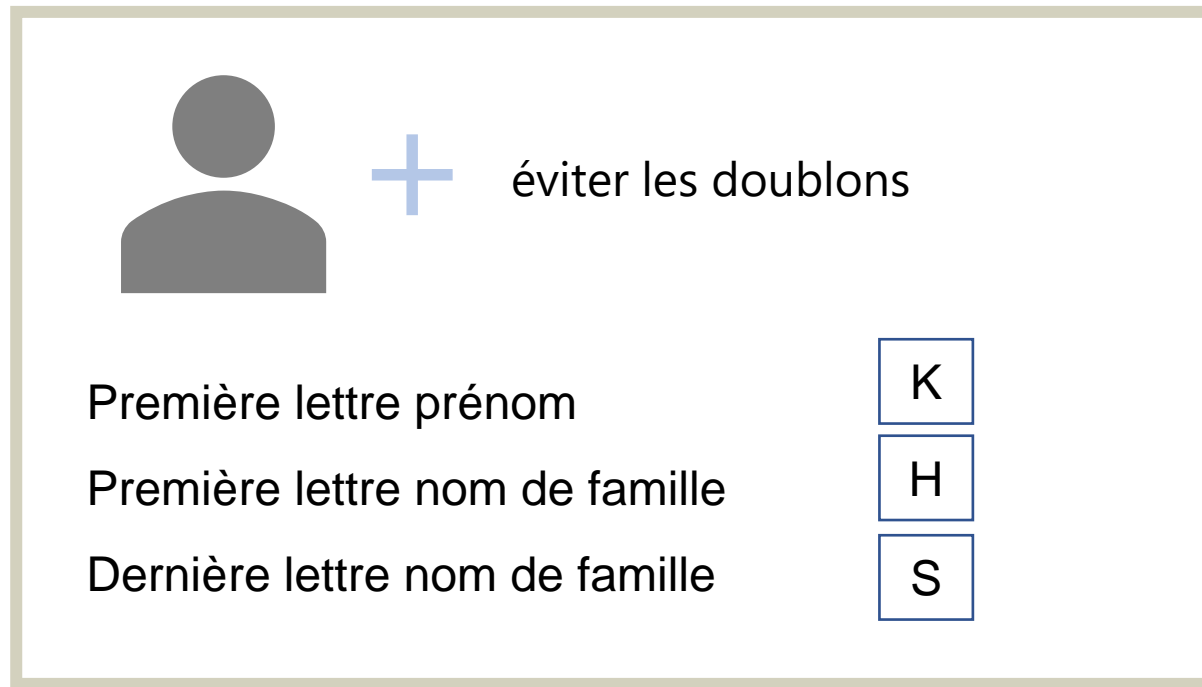 éviter les doublons
Première lettre prénom K
Première lettre nom de famille H
Dernière lettre nom de famille S